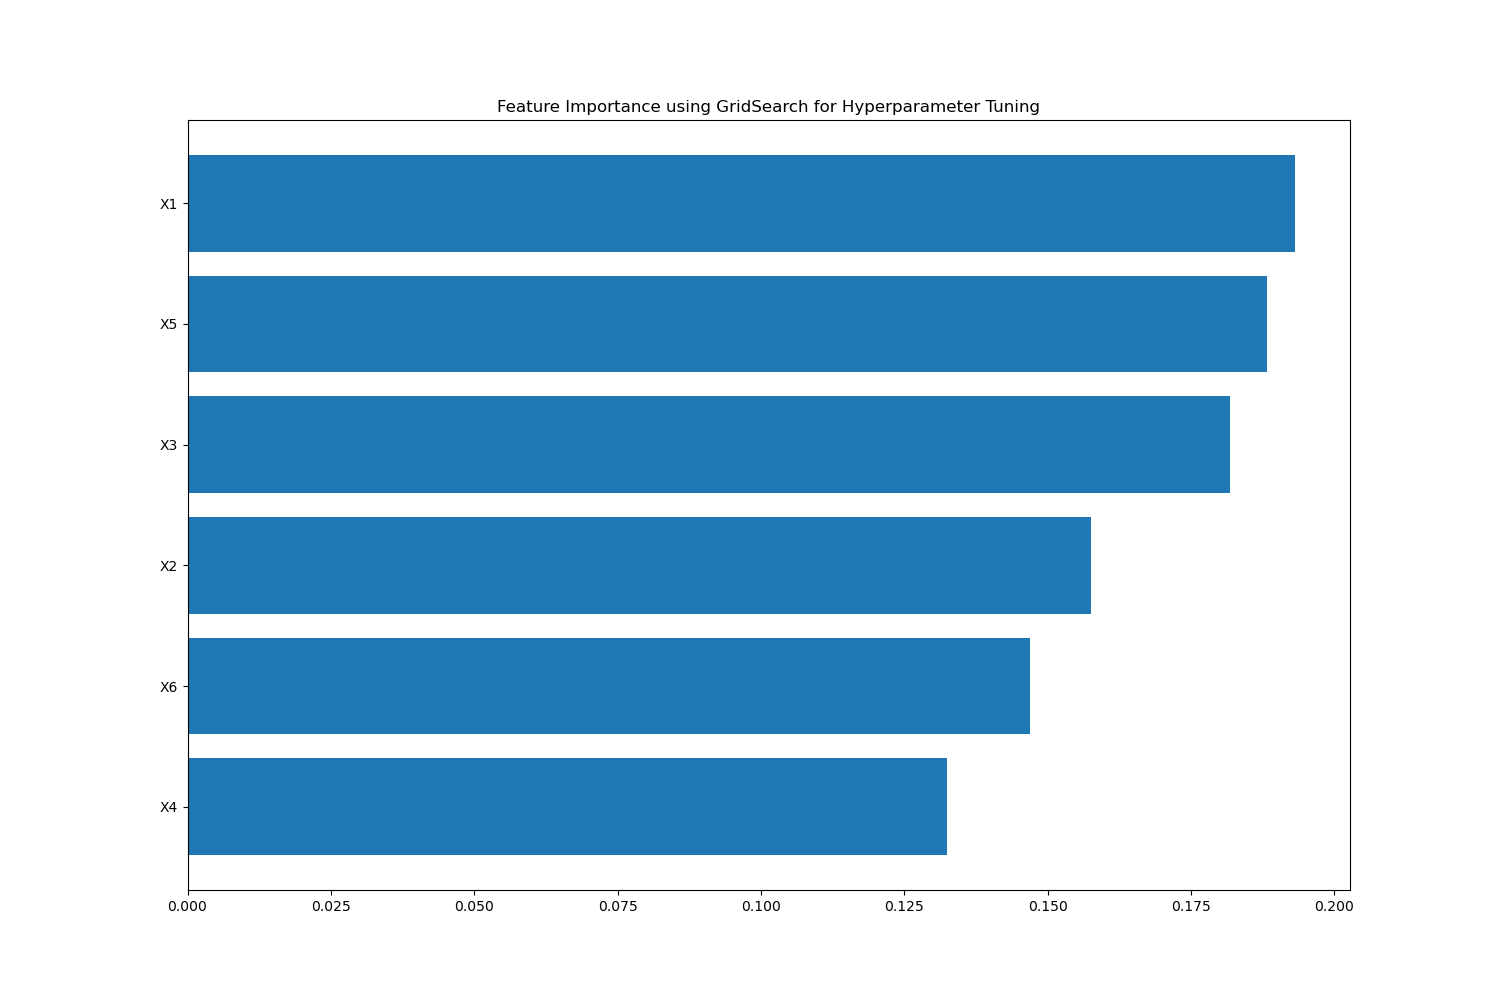 Feature Importance using GridSearch for Hyperparameter Tuning
X1
X5
X3
X2
X6
X4
0.000 0.025 0.050 0.075 0.100 0.125 0.150 0.175 0.200